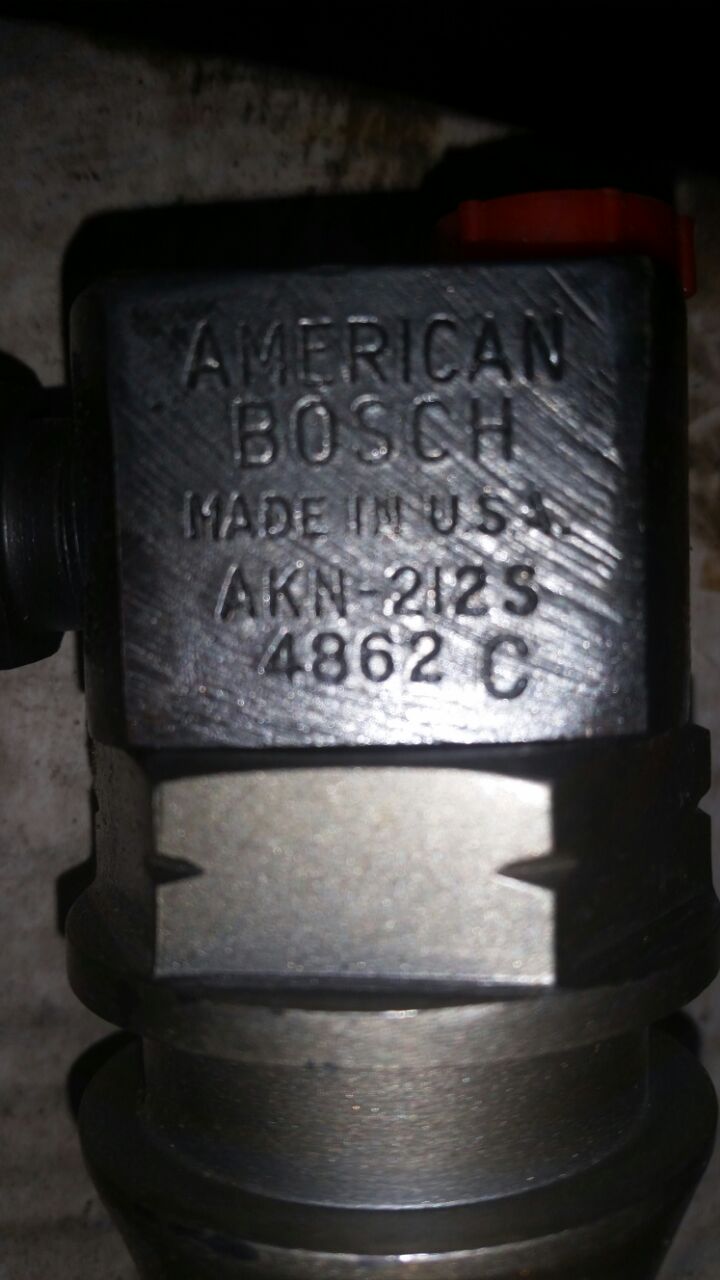 AMERICAN
BOSCH
MADE IN U.S.A.
AKN-212S
4862 C